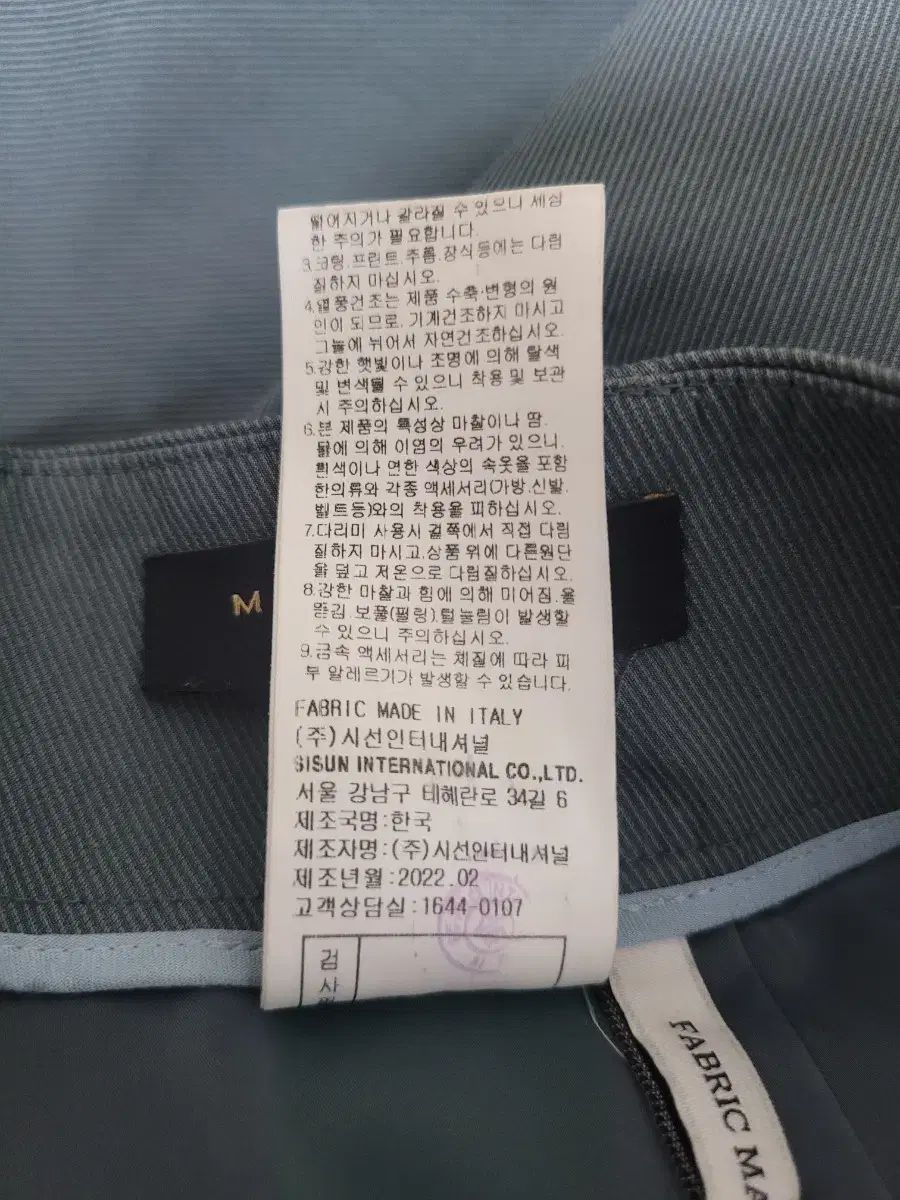 떨어지거나 갈라질 수 있으니 세심
한 주의가 필요합니다.
3.코팅.프린트.주름.장식등에는 다림
질하지 마십시오.
4.열풍건조는 제품 수축·변형의 원
인이 되므로, 기계건조하지 마시고
그늘에 뉘어서 자연건조하십시오.
5.강한 햇빛이나 조명에 의해 탈색
및 변색될 수 있으니 착용 및 보관
시 주의하십시오.
6.본 제품의 특성상 마찰이나 땀.
물에 의해 이염의 우려가 있으니.
흰색이나 연한 색상의 속옷을 포함
한의류와 각종 액세서리(가방.신발.
벨트등)와의 착용을 피하십시오.
7.다리미 사용시 겉쪽에서 직접 다림
질하지 마시고.상품 위에 다른원단
을 덮고 저온으로 다림질하십시오.
8.강한 마찰과 힘에 의해 미어짐.올
뜯김.보풀(필링).털눌림이 발생할
수 있으니 주의하십시오.
9.금속 액세서리는 체질에 따라 피
부 알레르기가 발생할 수 있습니다.
FABRIC MADE IN ITALY
(주)시선인터내셔널
SISUN INTERNATIONAL CO.,LTD.
서울 강남구 테헤란로 34길 6
제조국명:한국
제조자명:(주)시선인터내셔널
제조년월:2022.02
고객상담실:1644-0107
검
사
M
FABRIC MA